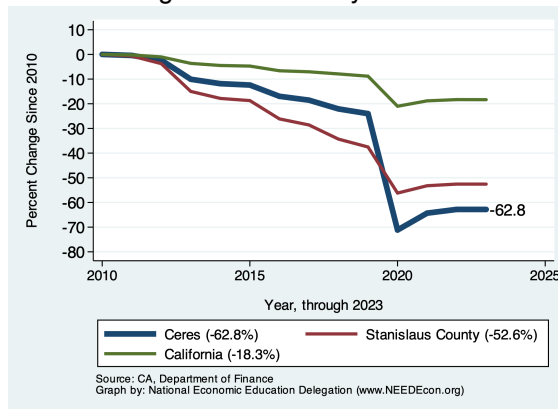 Percent Change Since 2010
10
0
-10
-20
-30
-40
-50
-60
-70
-80
-62.8
2010
2015
2020
2025
Year, through 2023
Ceres (-62.8%)
Stanislaus County (-52.6%)
California (-18.3%)
Source: CA, Department of Finance
Graph by: National Economic Education Delegation (www.NEEDEcon.org)